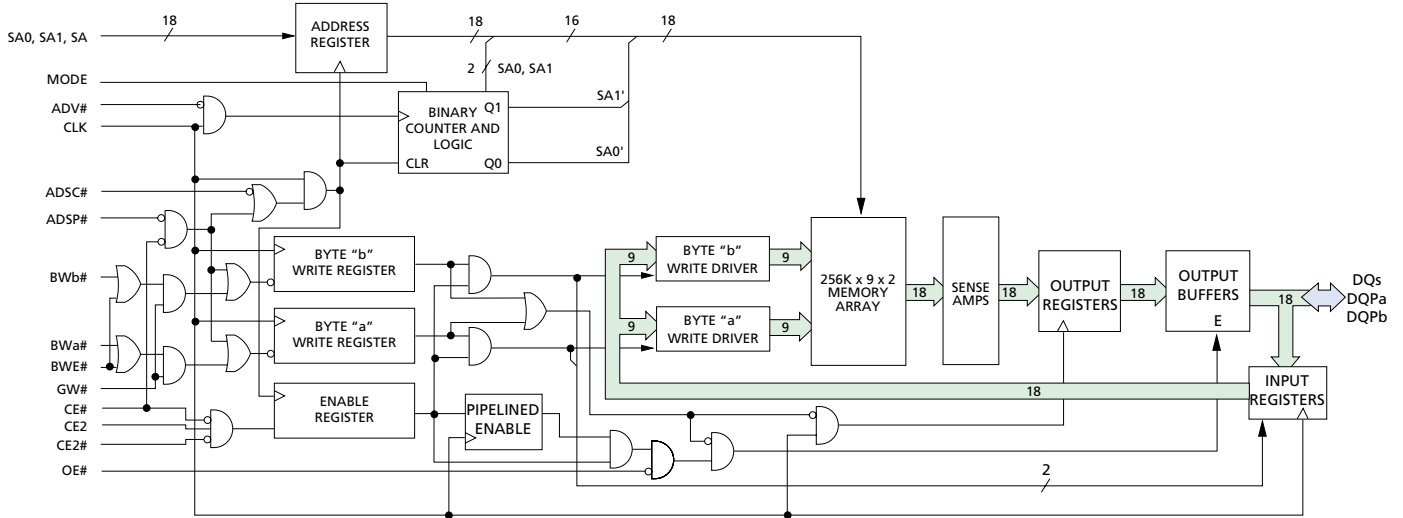 SA0, SA1, SA
18
ADDRESS
REGISTER
18
16
18
2
SA0, SA1
MODE
ADV#
CLK
BINARY
COUNTER AND
LOGIC
Q1
CLR
Q0
SA1'
SA0'
ADSC#
ADSP#
BWb#
BYTE “b”
WRITE REGISTER
BYTE “a”
WRITE REGISTER
BWa#
BWE#
GW#
CE#
CE2
CE2#
OE#
ENABLE
REGISTER
PIPELINED
ENABLE
9
BYTE “b”
WRITE DRIVER
9
9
BYTE “a”
WRITE DRIVER
9
256K x 9 x 2
MEMORY
ARRAY
18
SENSE
AMPS
18
OUTPUT
REGISTERS
18
OUTPUT
BUFFERS
E
18
DQs
DQPa
DQPb
INPUT
REGISTERS
18
2